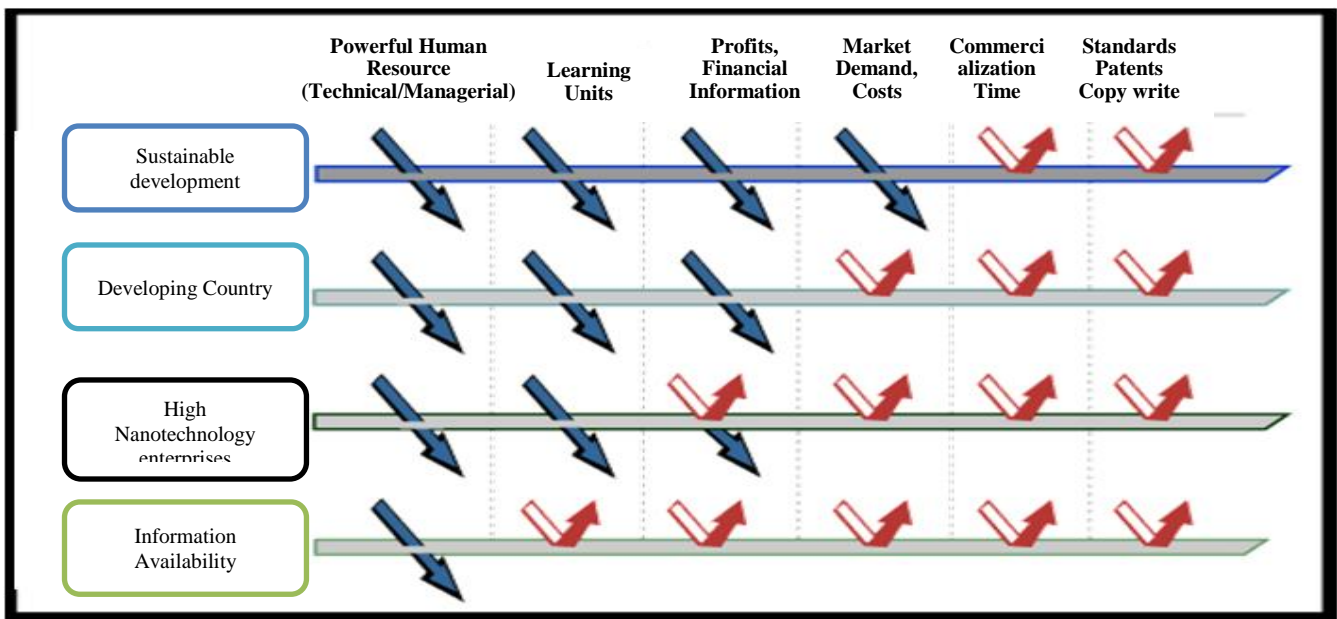 Powerful Human
Resource
(Technical/Managerial)
Learning
Units
Profits,
Financial
Information
Market
Demand,
Costs
Commerci
alization
Time
Standards
Patents
Copy write
Sustainable
development
Developing Country
High
Nanotechnology
enterprises
Information
Availability